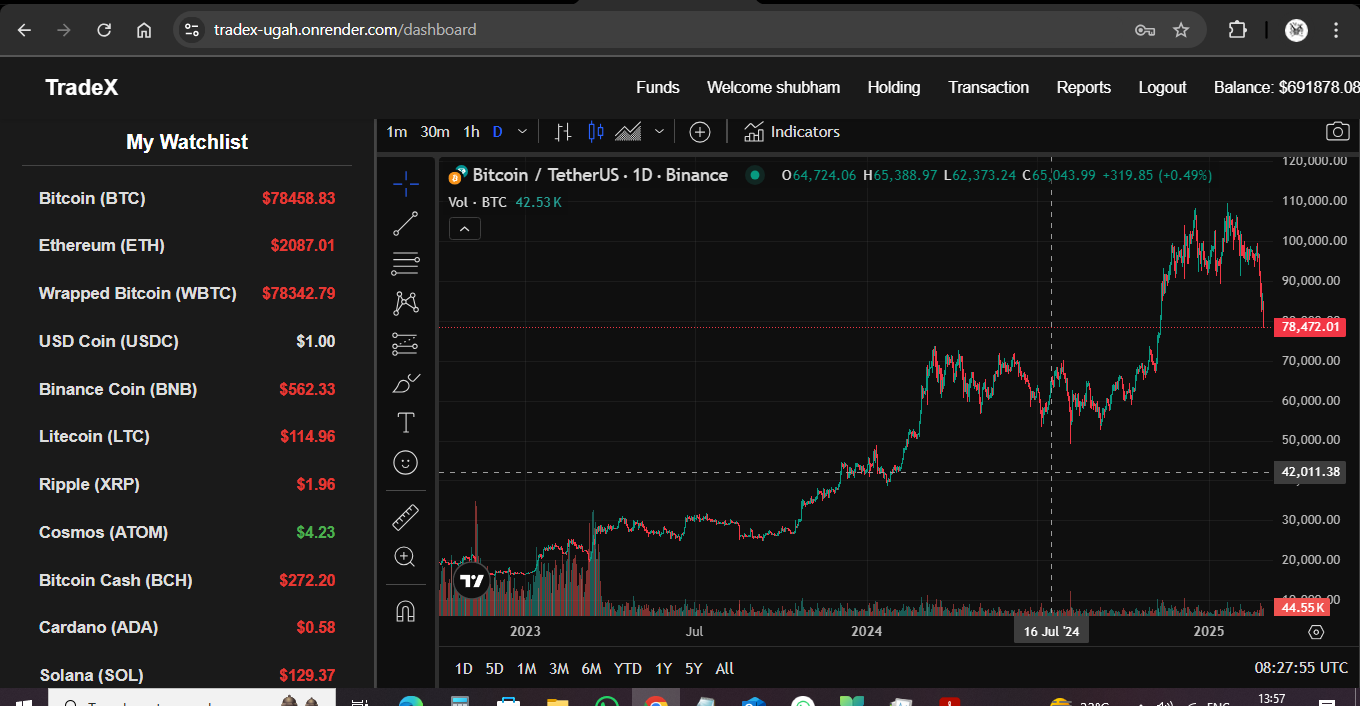 tradex-ugah.onrender.com/dashboard
TradeX
Funds Welcome shubham Holding Transaction Reports Logout Balance: $691878.08
My Watchlist
Bitcoin (BTC) $78458.83
Ethereum (ETH) $2087.01
Wrapped Bitcoin (WBTC) $78342.79
USD Coin (USDC) $1.00
Binance Coin (BNB) $562.33
Litecoin (LTC) $114.96
Ripple (XRP) $1.96
Cosmos (ATOM) $4.23
Bitcoin Cash (BCH) $272.20
Cardano (ADA) $0.58
Solana (SOL) $129.37
1m 30m 1h D Indicators
Bitcoin / TetherUS · 1D · Binance O64,724.06 H65,388.97 L62,373.24 C65,043.99 +319.85 (+0.49%)
Vol · BTC 42.53 K
120,000.00
110,000.00
100,000.00
90,000.00
78,472.01
70,000.00
60,000.00
50,000.00
42,011.38
30,000.00
20,000.00
44.55 K
2023 Jul 2024 16 Jul '24 2025
1D 5D 1M 3M 6M YTD 1Y 5Y All 08:27:55 UTC
13:57